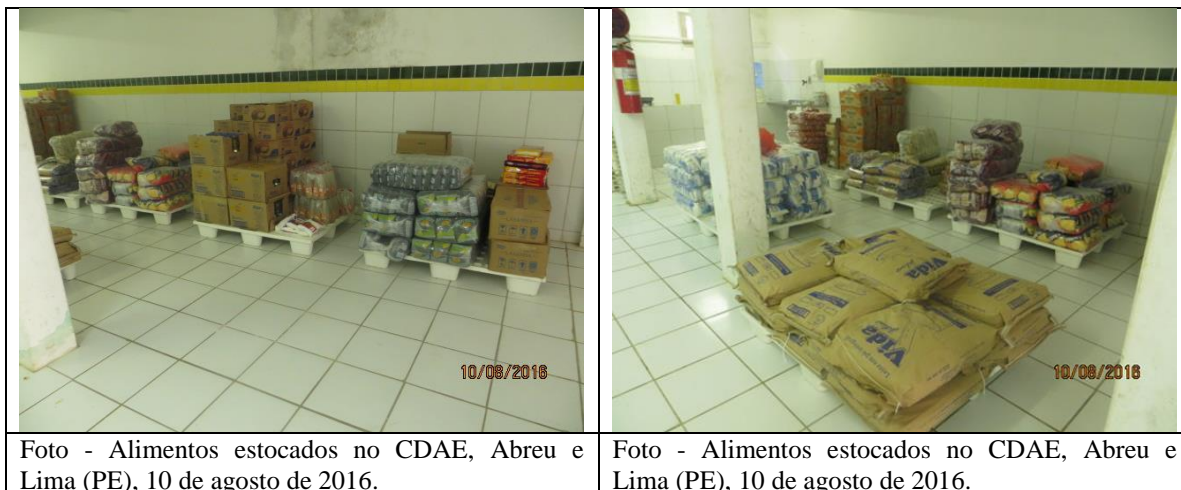 10/08/2016
10/08/2016
Vida
Vida
Foto - Alimentos estocados no CDAE, Abreu e
Lima (PE), 10 de agosto de 2016.
Foto - Alimentos estocados no CDAE, Abreu e
Lima (PE), 10 de agosto de 2016.